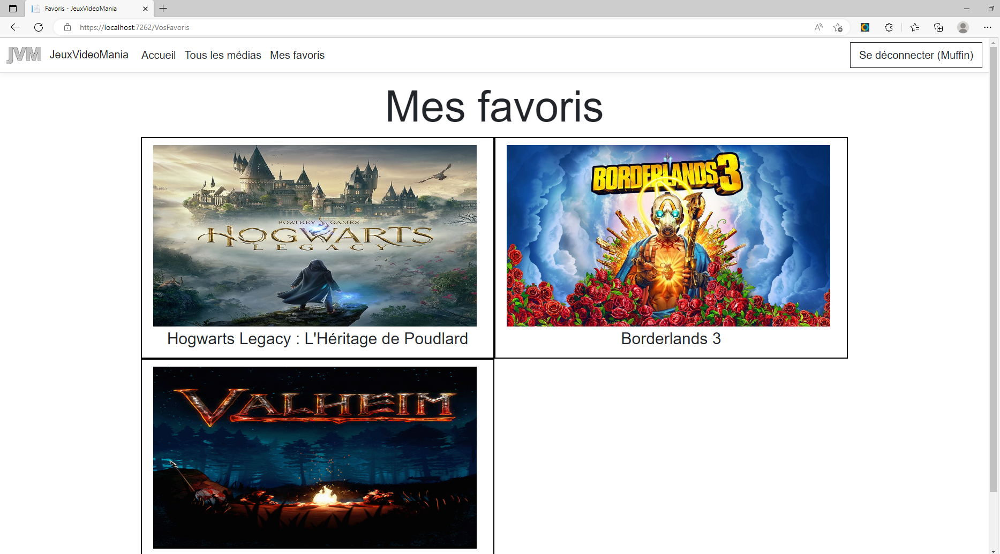 Favoris - JeuxVideoMania
https://localhost:7262/VosFavoris
JVM JeuxVideoMania Accueil Tous les médias Mes favoris Se déconnecter (Muffin)
Mes favoris
PORTKEY GAMES
HOGWARTS
LEGACY
Hogwarts Legacy : L'Héritage de Poudlard
BORDERLANDS 3
Borderlands 3
VALHEIM